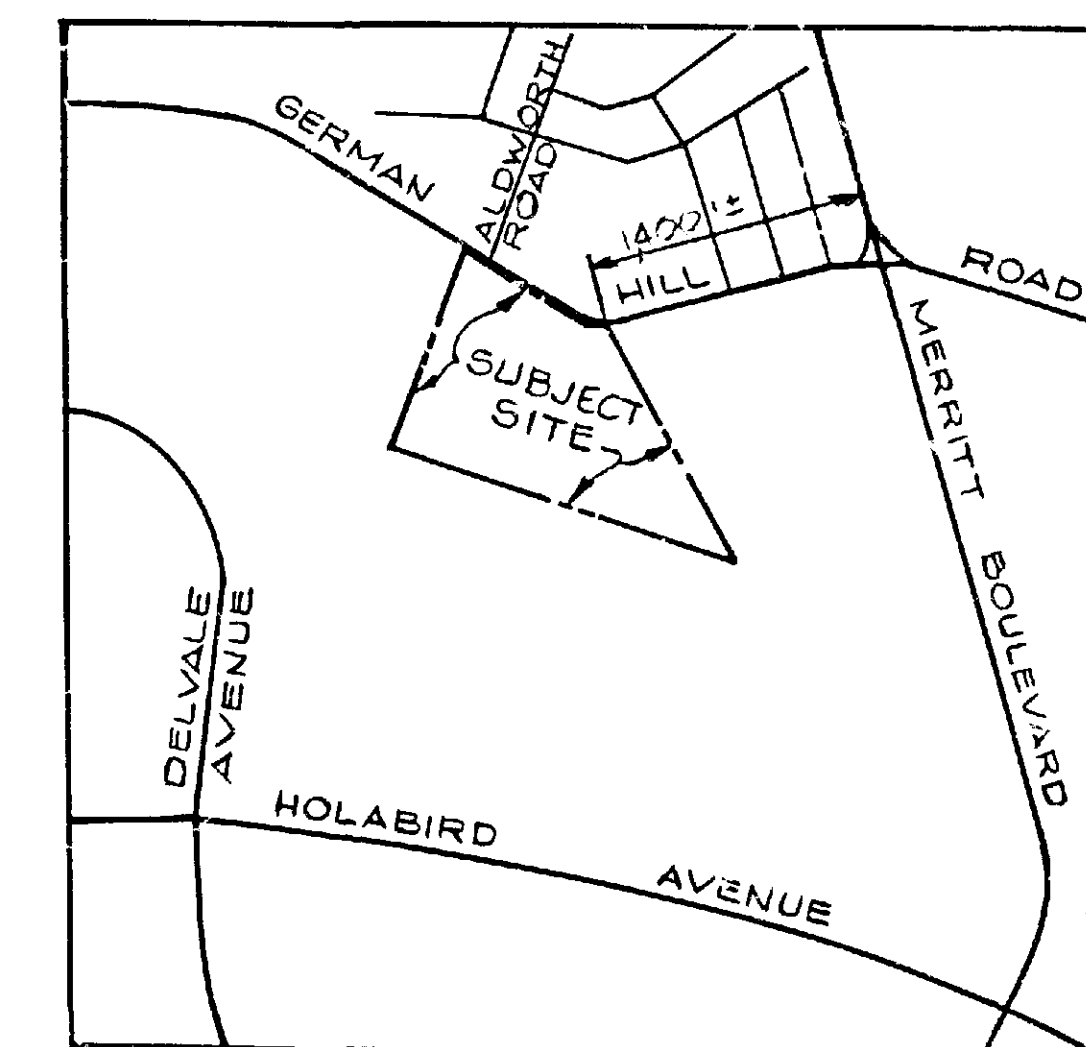 GERMAN
ALDWORTH
ROAD
1400'±
HILL
ROAD
SUBJECT
SITE
MERRITT BOULEVARD
DELVALE
AVENUE
HOLABIRD AVENUE